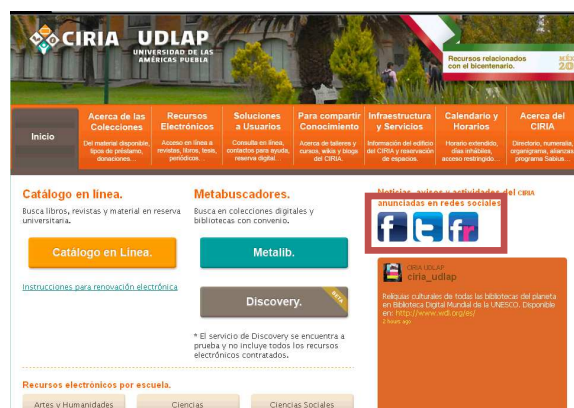 CIRIA UDLAP
UNIVERSIDAD DE LAS
AMÉRICAS PUEBLA
Recursos relacionados
con el bicentenario.
Inicio
Acerca de las
Colecciones
Del material disponible,
tipos de préstamo,
donaciones...
Recursos
Electrónicos
Acceso en línea a
revistas, libros, tesis,
periódicos...
Soluciones
a Usuarios
Consulta en línea,
contactos para ayuda,
reserva digital...
Para compartir
Conocimiento
Acerca de talleres y
cursos, wikis y blogs
del CIRIA.
Infraestructura
y Servicios
Información del edificio
del CIRIA y reservación
de espacios.
Calendario y
Horarios
Horario extendido,
días inhábiles,
acceso restringido...
Acerca del
CIRIA
Directorio, numeralia,
organigrama, alianzas,
programa Sabius...
Catálogo en línea.
Busca libros, revistas y material en reserva
universitaria.
Catálogo en Línea.
Instrucciones para renovación electrónica
Metabuscadores.
Busca en colecciones digitales y
bibliotecas con convenio.
Metalib.
Discovery.
BETA
* El servicio de Discovery se encuentra a
prueba y no incluye todos los recursos
electrónicos contratados.
Noticias, avisos y actividades del CIRIA
anunciadas en redes sociales
f t fr
CIRIA UDLAP
ciria_udlap
Reliquias culturales de todas las bibliotecas del planeta
en Biblioteca Digital Mundial de la UNESCO. Disponible
en: http://www.wdl.org/es/
2 hours ago
Recursos electrónicos por escuela.
Artes y Humanidades
Ciencias
Ciencias Sociales